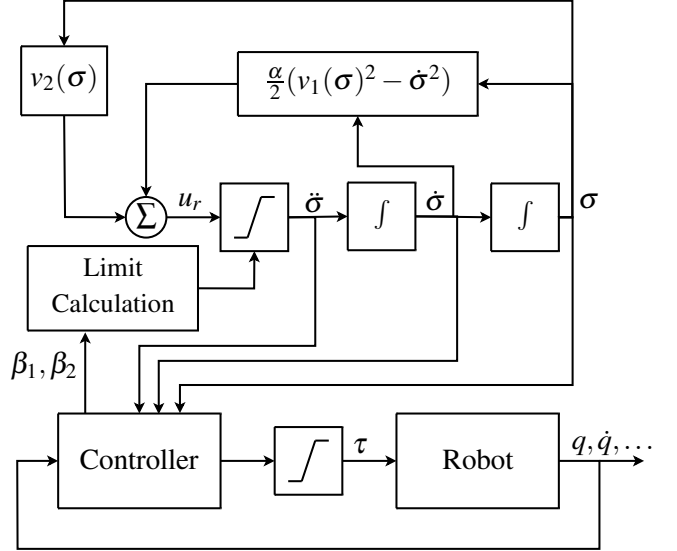 v₂(σ)
α/2(v₁(σ)² − σ̇²)
Σ
u_r
σ̈
∫
σ̇
∫
σ
Limit
Calculation
β₁, β₂
Controller
τ
Robot
q, q̇, …